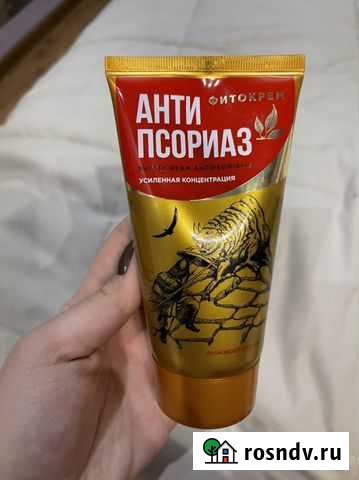 ФИТОКРЕМ
АНТИ
ПСОРИАЗ
УСИЛЕННАЯ КОНЦЕНТРАЦИЯ
rosndv.ru